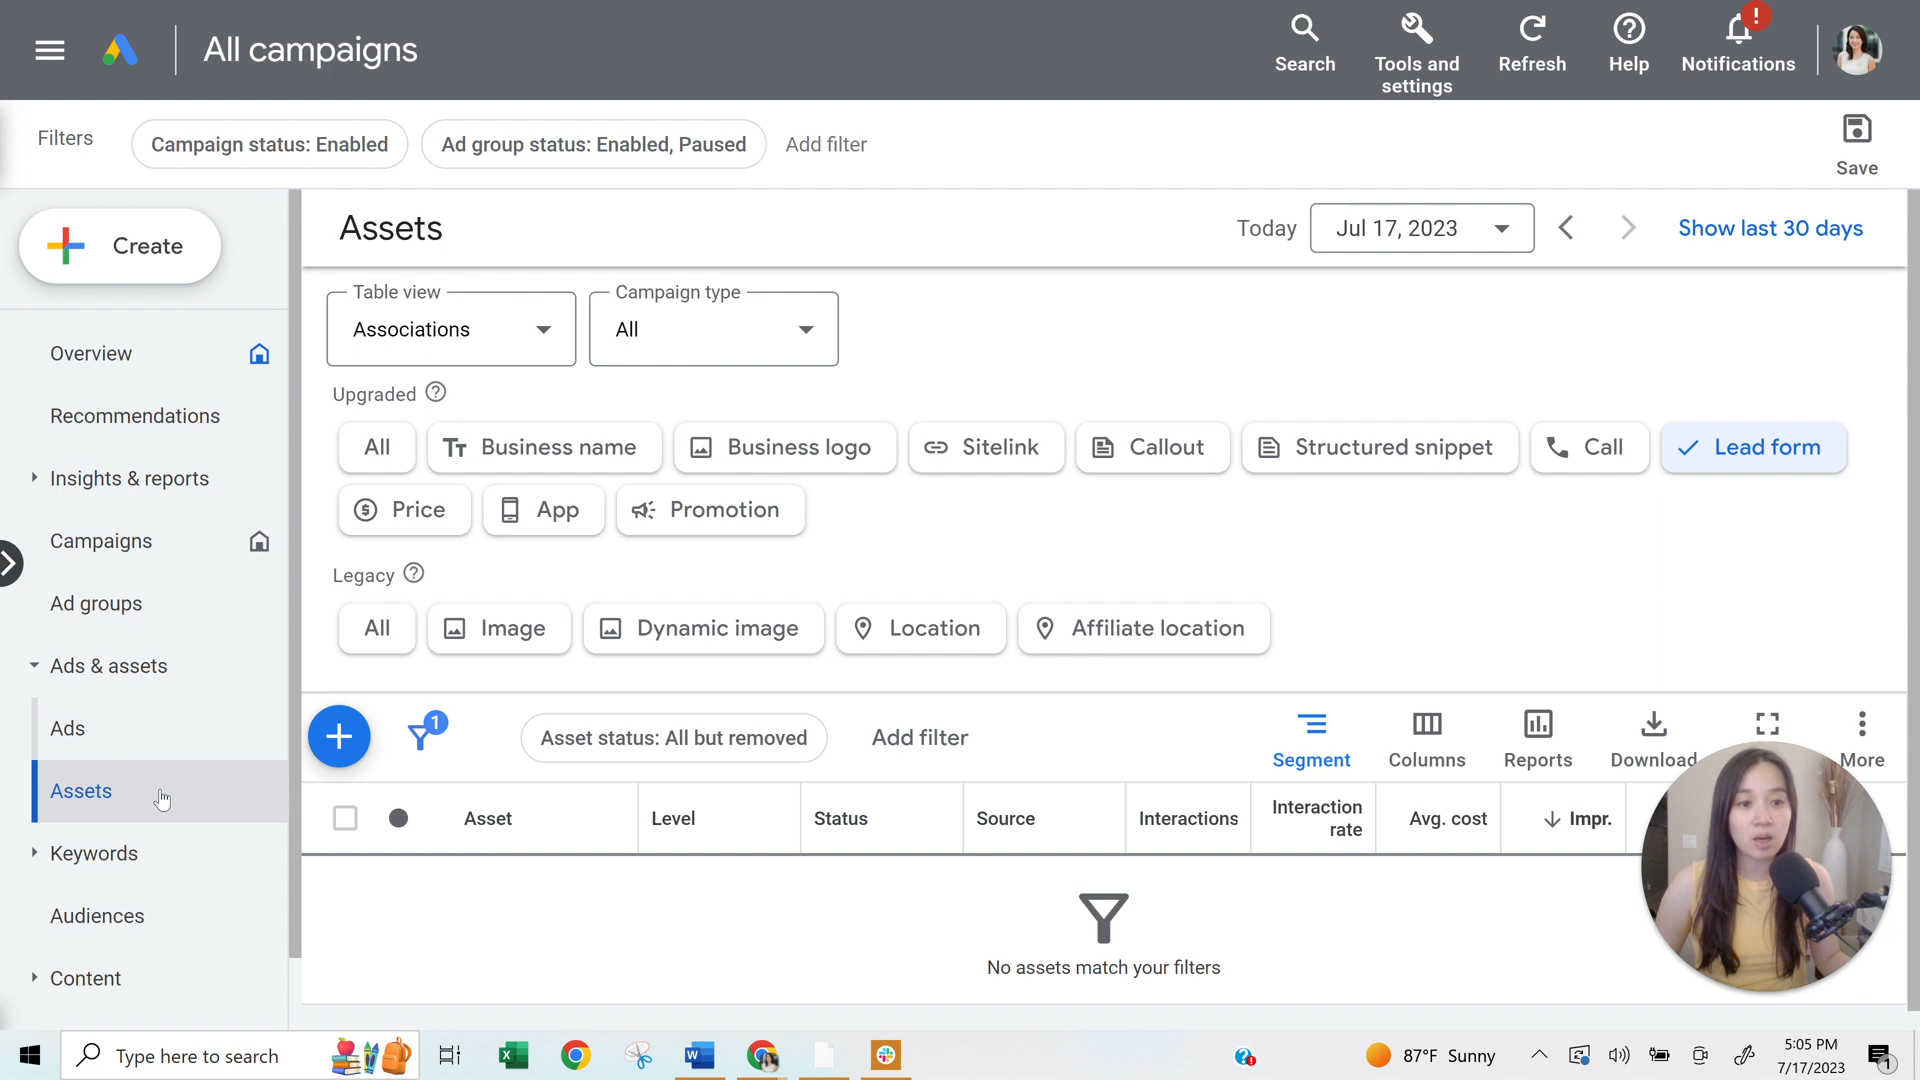 All campaigns
Search
Tools and
settings
Refresh
Help
!
Notifications
Filters
Campaign status: Enabled
Ad group status: Enabled, Paused
Add filter
Save
Create
Assets
Today
Jul 17, 2023
Show last 30 days
Table view
Associations
Campaign type
All
Overview
Recommendations
Insights & reports
Campaigns
Ad groups
Ads & assets
Ads
Assets
Keywords
Audiences
Content
Upgraded
All
Business name
Business logo
Sitelink
Callout
Structured snippet
Call
Lead form
Price
App
Promotion
Legacy
All
Image
Dynamic image
Location
Affiliate location
1
Asset status: All but removed
Add filter
Segment
Columns
Reports
Download
More
Asset
Level
Status
Source
Interactions
Interaction
rate
Avg. cost
Impr.
No assets match your filters
Type here to search
87°F Sunny
5:05 PM
7/17/2023
1